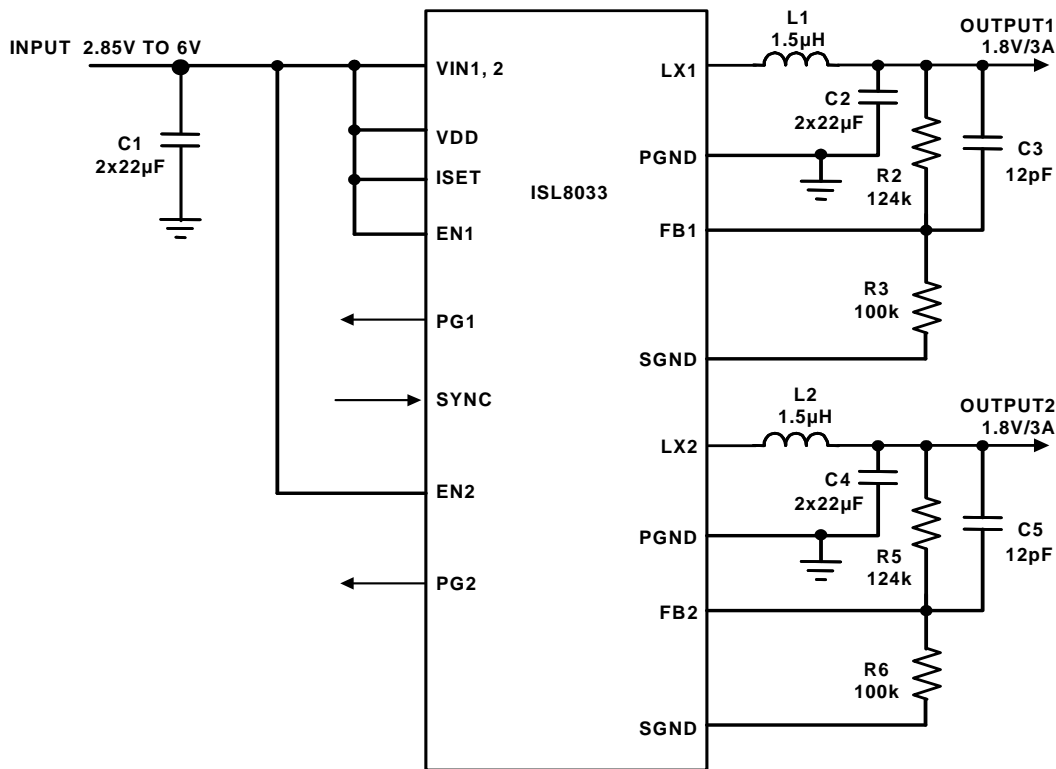 INPUT 2.85V TO 6V
C1
2x22µF
VIN1, 2
VDD
ISET
EN1
PG1
SYNC
EN2
PG2
ISL8033
LX1
PGND
FB1
SGND
LX2
PGND
FB2
SGND
L1
1.5µH
OUTPUT1
1.8V/3A
C2
2x22µF
R2
124k
C3
12pF
R3
100k
L2
1.5µH
OUTPUT2
1.8V/3A
C4
2x22µF
R5
124k
C5
12pF
R6
100k